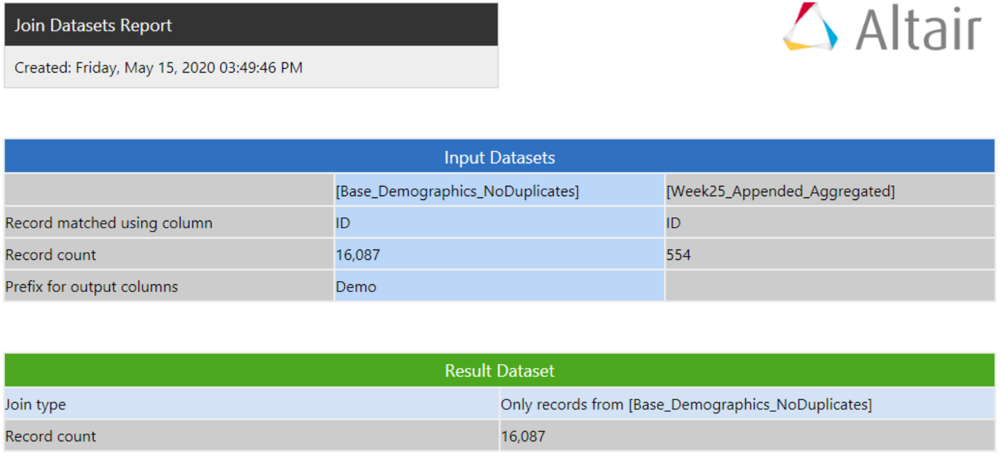 Join Datasets Report
Altair
Created: Friday, May 15, 2020 03:49:46 PM
Input Datasets
[Base_Demographics_NoDuplicates] [Week25_Appended_Aggregated]
Record matched using column ID ID
Record count 16,087 554
Prefix for output columns Demo
Result Dataset
Join type Only records from [Base_Demographics_NoDuplicates]
Record count 16,087